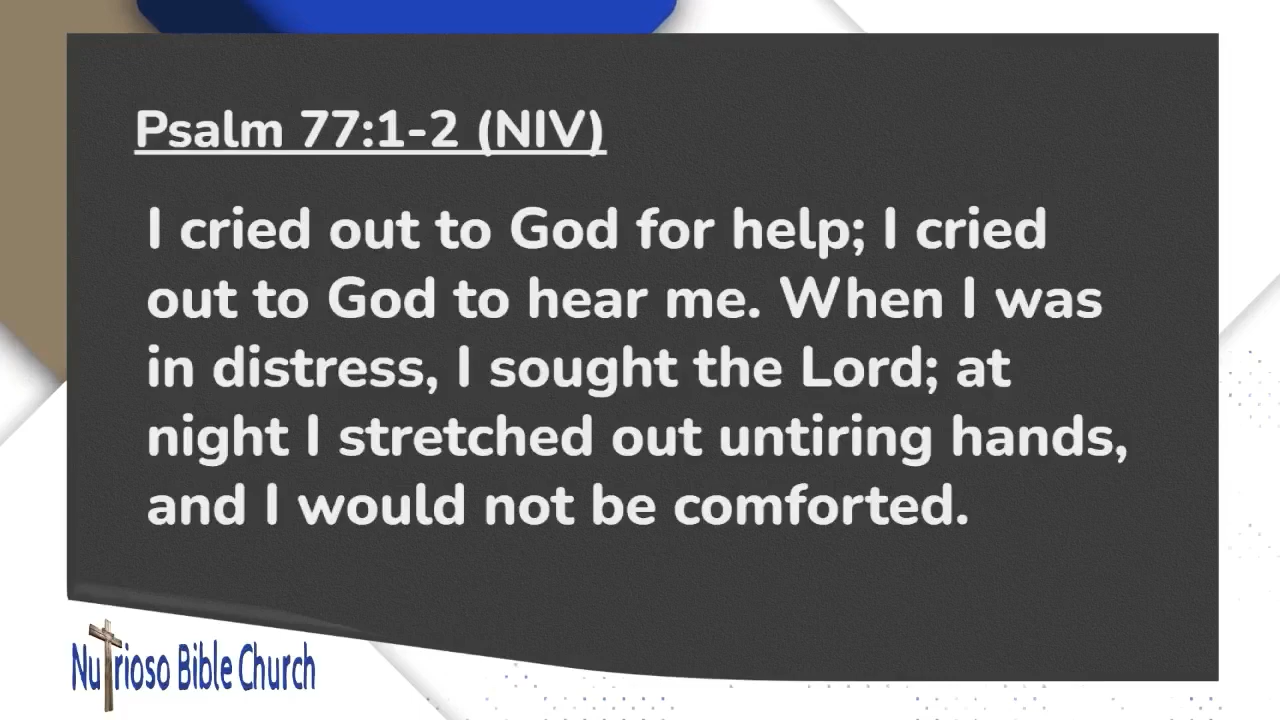 Psalm 77:1-2 (NIV)
I cried out to God for help; I cried
out to God to hear me. When I was
in distress, I sought the Lord; at
night I stretched out untiring hands,
and I would not be comforted.
Nutrioso Bible Church